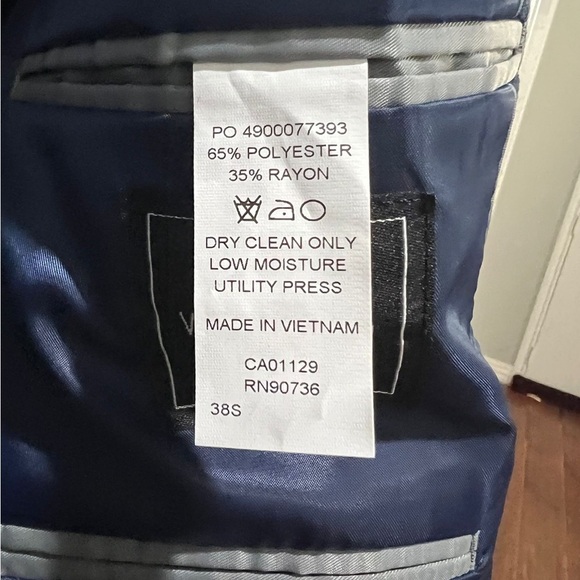 PO 4900077393
65% POLYESTER
35% RAYON
DRY CLEAN ONLY
LOW MOISTURE
UTILITY PRESS
MADE IN VIETNAM
CA01129
RN90736
38S